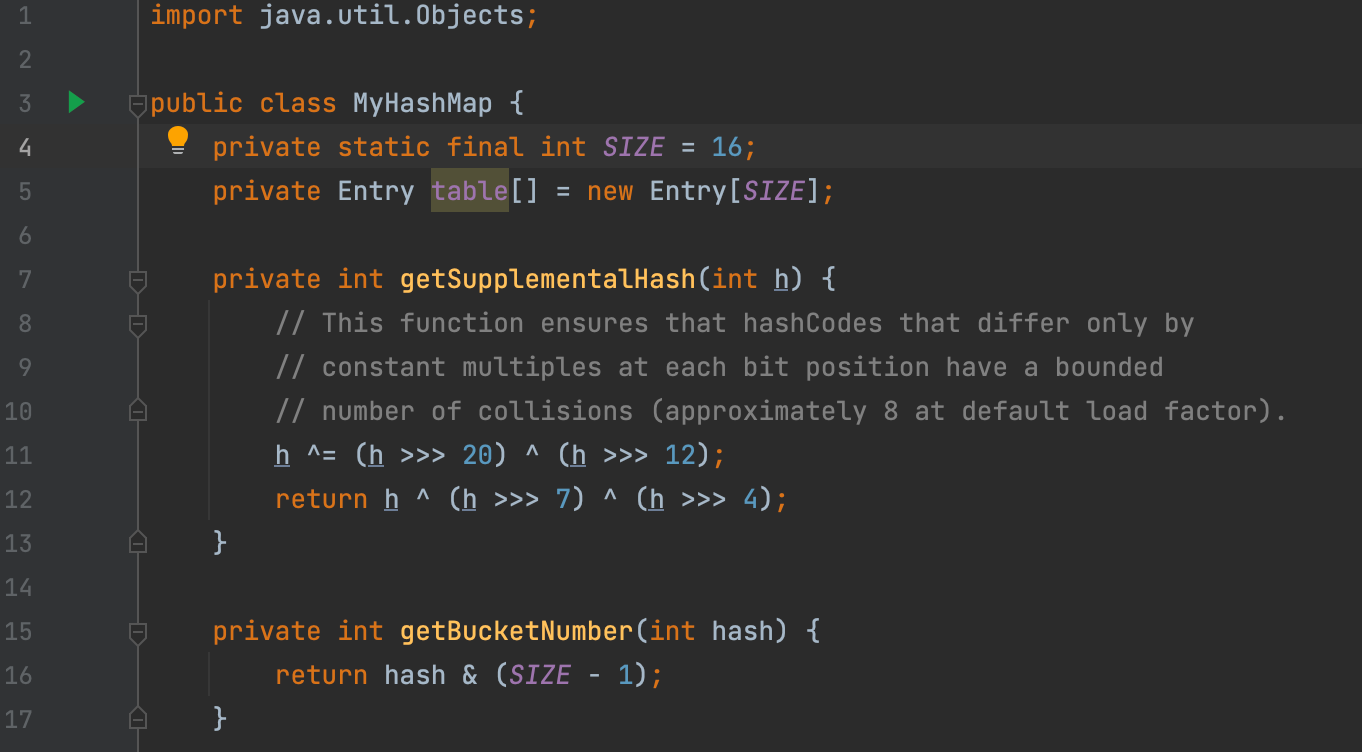 1 import java.util.Objects;
2
3 public class MyHashMap {
4 private static final int SIZE = 16;
5 private Entry table[] = new Entry[SIZE];
6
7 private int getSupplementalHash(int h) {
8 // This function ensures that hashCodes that differ only by
9 // constant multiples at each bit position have a bounded
10 // number of collisions (approximately 8 at default load factor).
11 h ^= (h >>> 20) ^ (h >>> 12);
12 return h ^ (h >>> 7) ^ (h >>> 4);
13 }
14
15 private int getBucketNumber(int hash) {
16 return hash & (SIZE - 1);
17 }